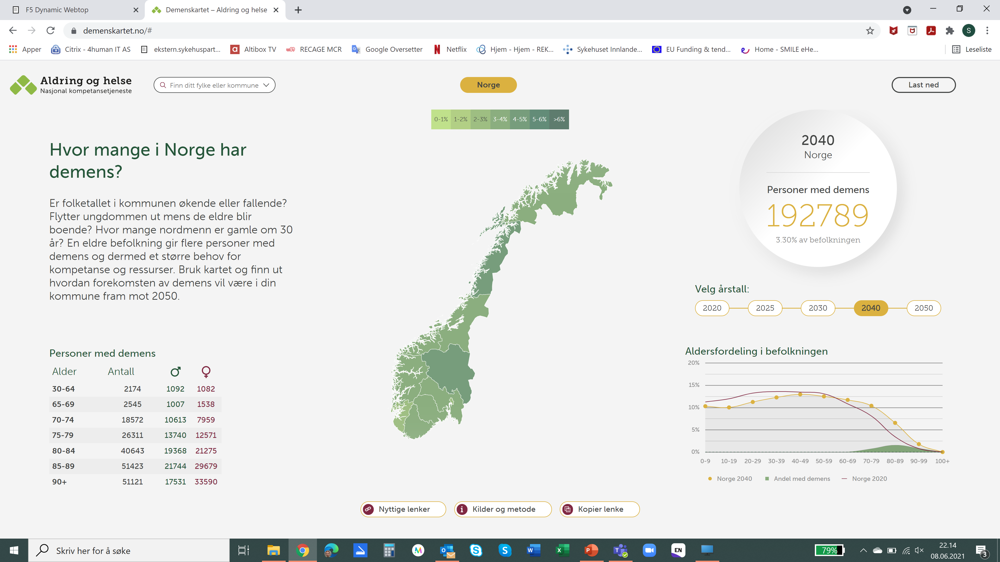 F5 Dynamic Webtop
Demenskartet – Aldring og helse
demenskartet.no/#
Apper
Citrix - 4human IT AS
ekstern.sykehuspart...
Altibox TV
RECAGE MCR
Google Oversetter
Netflix
Hjem - Hjem - REK...
Sykehuset Innlande...
EU Funding & tend...
Home - SMILE eHe...
Leseliste
Aldring og helse
Nasjonal kompetansetjeneste
Finn ditt fylke eller kommune
Norge
Last ned
0-1% 1-2% 2-3% 3-4% 4-5% 5-6% >6%
Hvor mange i Norge har
demens?
Er folketallet i kommunen økende eller fallende?
Flytter ungdommen ut mens de eldre blir
boende? Hvor mange nordmenn er gamle om 30
år? En eldre befolkning gir flere personer med
demens og dermed et større behov for
kompetanse og ressurser. Bruk kartet og finn ut
hvordan forekomsten av demens vil være i din
kommune fram mot 2050.
Personer med demens
Alder Antall ♂ ♀
30-64 2174 1092 1082
65-69 2545 1007 1538
70-74 18572 10613 7959
75-79 26311 13740 12571
80-84 40643 19368 21275
85-89 51423 21744 29679
90+ 51121 17531 33590
2040
Norge
Personer med demens
192789
3.30% av befolkningen
Velg årstall:
2020 2025 2030 2040 2050
Aldersfordeling i befolkningen
20%
15%
10%
5%
0%
0-9 10-19 20-29 30-39 40-49 50-59 60-69 70-79 80-89 90-99 100+
Norge 2040 Andel med demens Norge 2020
Nyttige lenker
Kilder og metode
Kopier lenke
Skriv her for å søke
EN
79%
22.14
08.06.2021
3